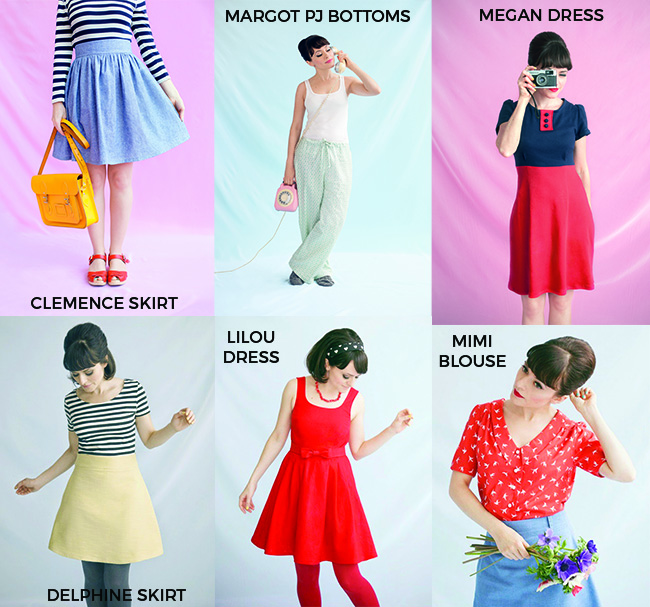 MARGOT PJ BOTTOMS
MEGAN DRESS
CLEMENCE SKIRT
LILOU
DRESS
MIMI
BLOUSE
DELPHINE SKIRT